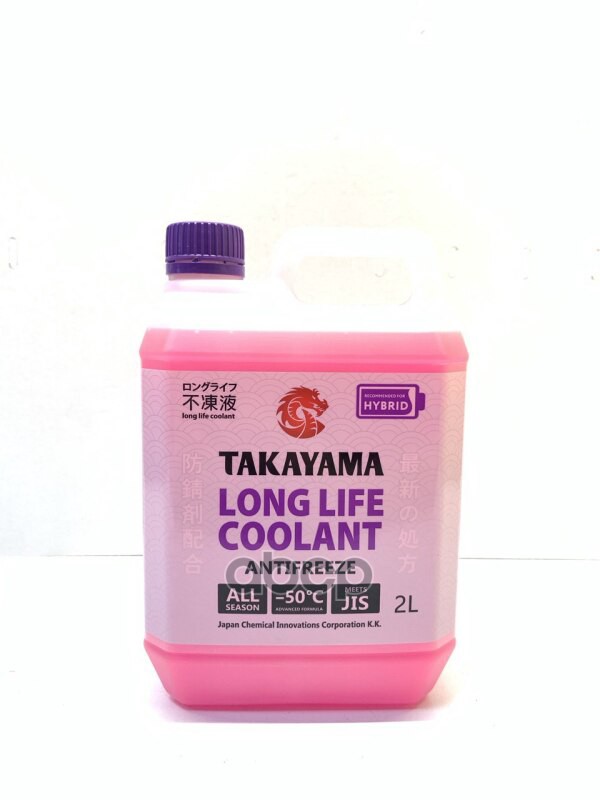 ロングライフ
不凍液
long life coolant
RECOMMENDED FOR
HYBRID
TAKAYAMA
防錆剤配合
最新の処方
LONG LIFE
COOLANT
ANTIFREEZE
abcp
ALL
SEASON
–50°C
ADVANCED FORMULA
MEETS
JIS
2L
Japan Chemical Innovations Corporation K.K.